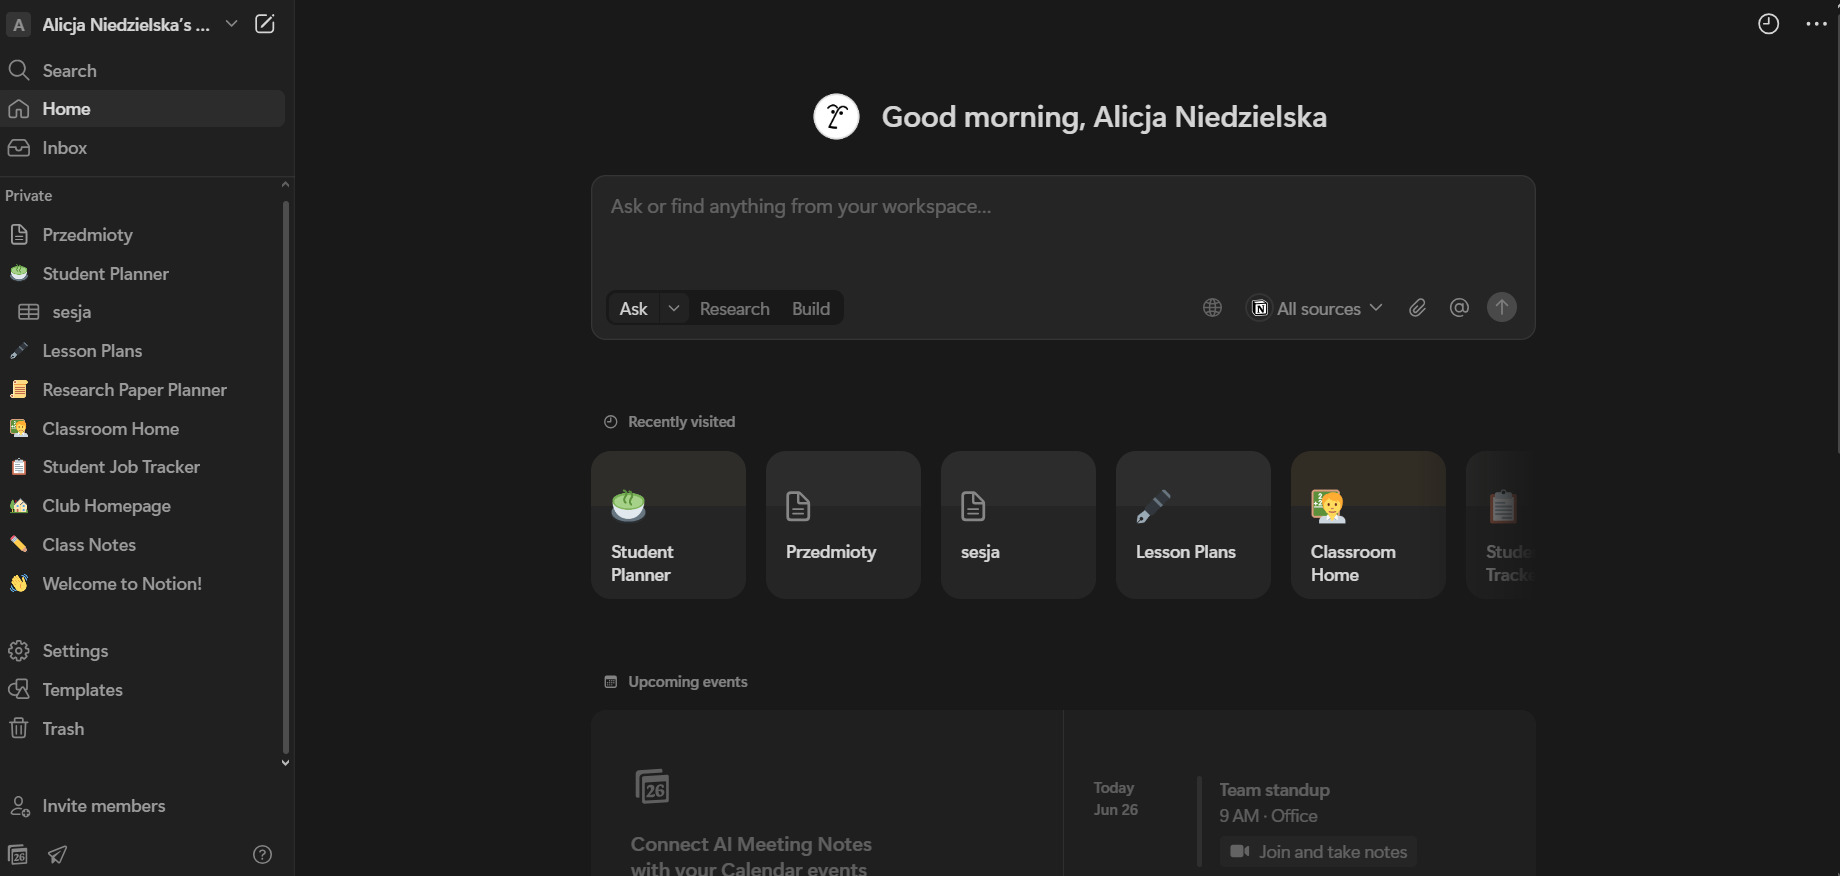 A
Alicja Niedzielska’s ...
Search
Home
Inbox
Private
Przedmioty
Student Planner
sesja
Lesson Plans
Research Paper Planner
Classroom Home
Student Job Tracker
Club Homepage
Class Notes
Welcome to Notion!
Settings
Templates
Trash
Invite members
26
Good morning, Alicja Niedzielska
Ask or find anything from your workspace...
Ask
Research
Build
All sources
Recently visited
Student
Planner
Przedmioty
sesja
Lesson Plans
Classroom
Home
Stude
Tracke
Upcoming events
26
Connect AI Meeting Notes
with your Calendar events
Today
Jun 26
Team standup
9 AM · Office
Join and take notes